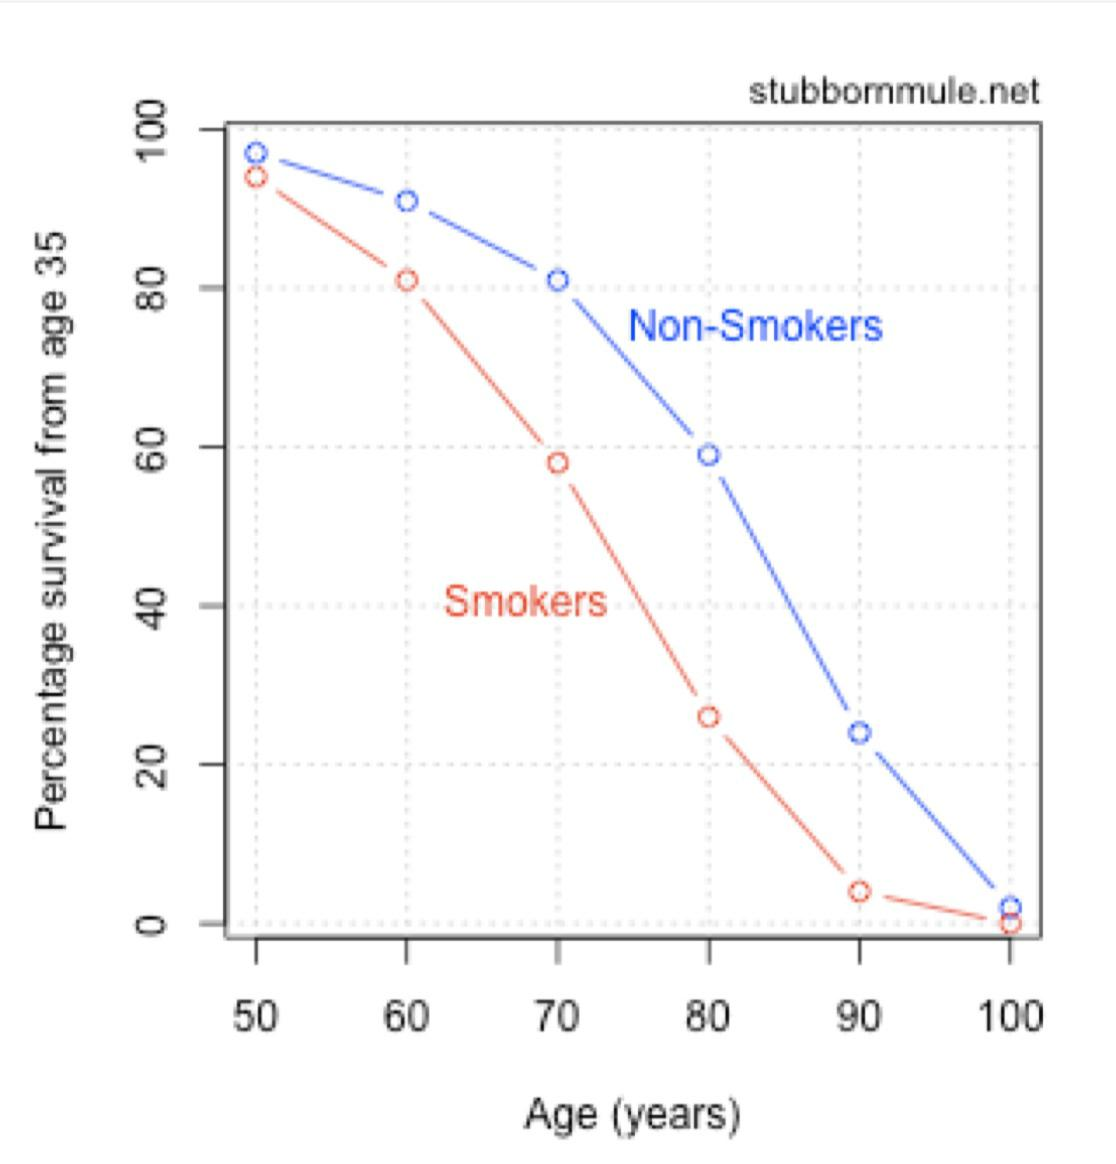 stubbornmule.net
Percentage survival from age 35
100
80
60
40
20
0
Non-Smokers
Smokers
50 60 70 80 90 100
Age (years)